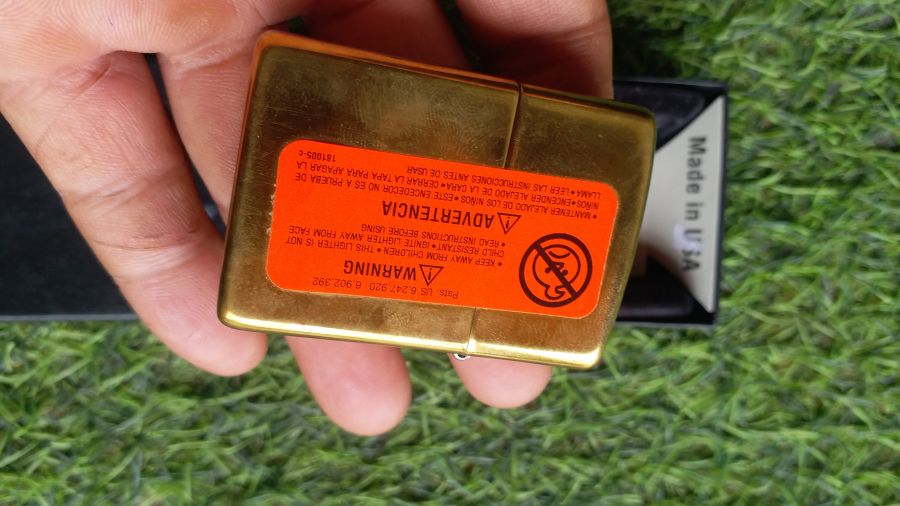 Pats. US 6.247.920 6.902.392
⚠WARNING
• KEEP AWAY FROM CHILDREN • THIS LIGHTER IS NOT
CHILD RESISTANT • IGNITE LIGHTER AWAY FROM FACE
• READ INSTRUCTIONS BEFORE USING
⚠ADVERTENCIA
• MANTENER ALEJADO DE LOS NIÑOS • ESTE ENCEDECOR NO ES A PRUEBA DE
NIÑOS • ENCENDER ALEJADO DE LA CARA • CERRAR LA TAPA PARA APAGAR LA
LLAMA • LEER LAS INSTRUCCIONES ANTES DE USAR
181005-c
Made in USA